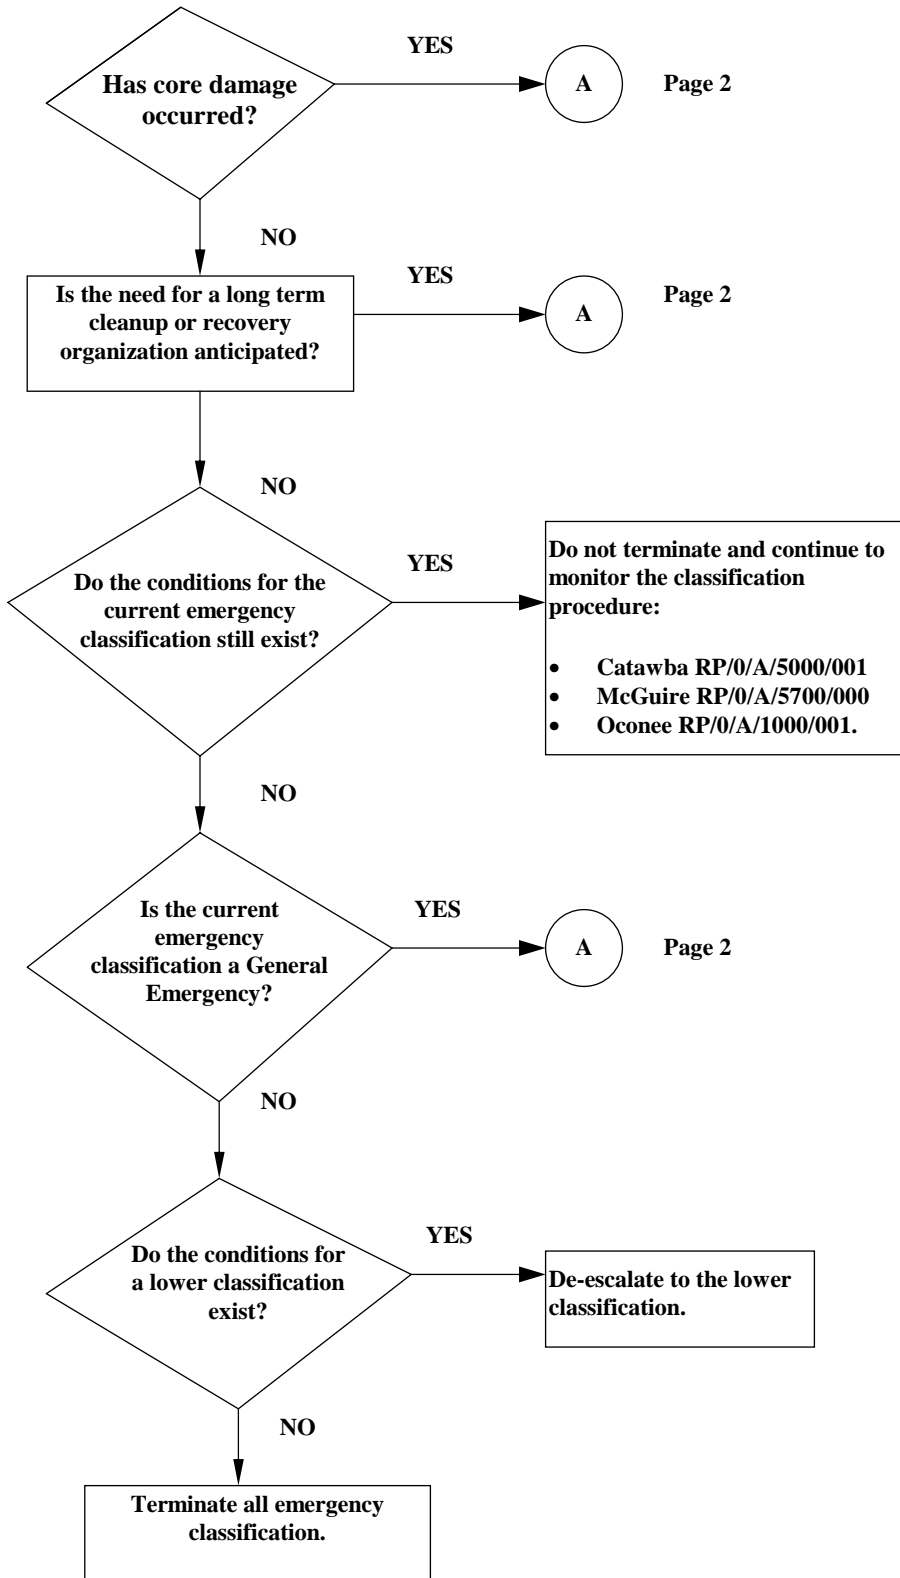 YES
Has core damage
occurred?
A
Page 2
NO
Is the need for a long term
cleanup or recovery
organization anticipated?
YES
A
Page 2
NO
Do the conditions for the
current emergency
classification still exist?
YES
Do not terminate and continue to
monitor the classification
procedure:
• Catawba RP/0/A/5000/001
• McGuire RP/0/A/5700/000
• Oconee RP/0/A/1000/001.
NO
Is the current
emergency
classification a General
Emergency?
YES
A
Page 2
NO
Do the conditions for
a lower classification
exist?
YES
De-escalate to the lower
classification.
NO
Terminate all emergency
classification.